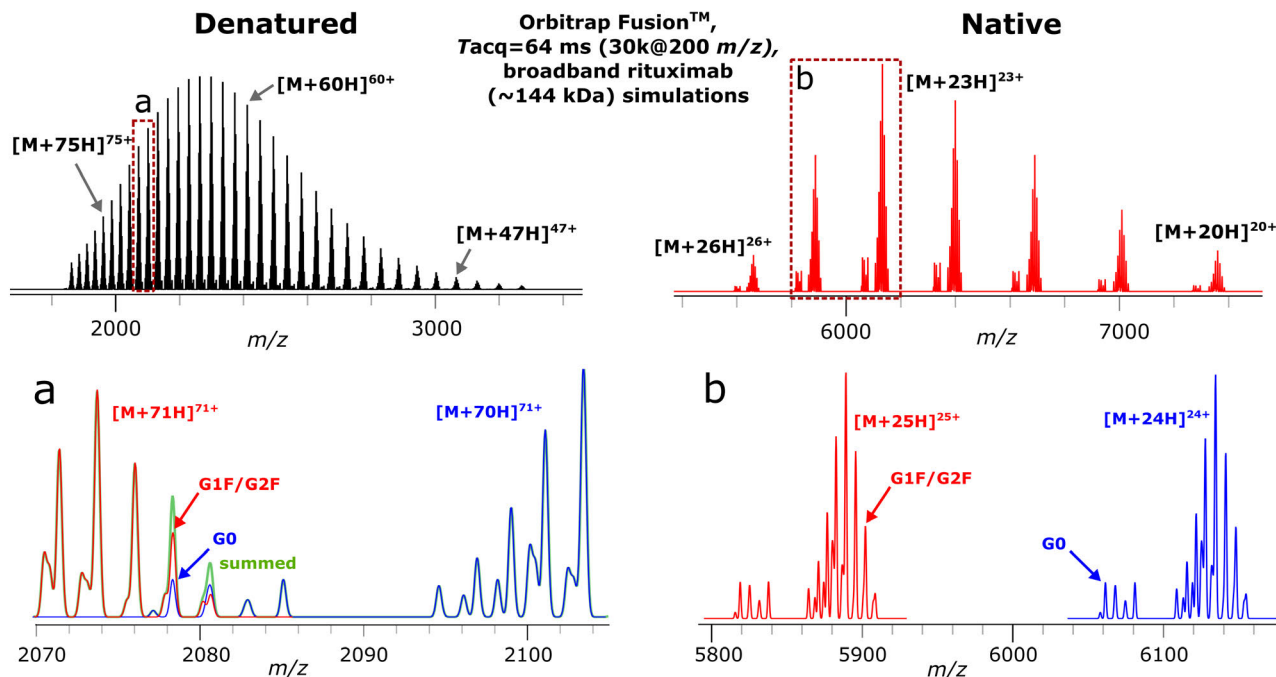 Denatured
Orbitrap Fusion™,
Tacq=64 ms (30k@200 m/z),
broadband rituximab
(~144 kDa) simulations
Native
a
[M+60H]⁶⁰⁺
[M+75H]⁷⁵⁺
[M+47H]⁴⁷⁺
2000
3000
m/z
b
[M+23H]²³⁺
[M+26H]²⁶⁺
[M+20H]²⁰⁺
6000
7000
m/z
a
[M+71H]⁷¹⁺
[M+70H]⁷¹⁺
G1F/G2F
G0
summed
2070
2080
2090
2100
m/z
b
[M+25H]²⁵⁺
[M+24H]²⁴⁺
G1F/G2F
G0
5800
5900
6000
6100
m/z